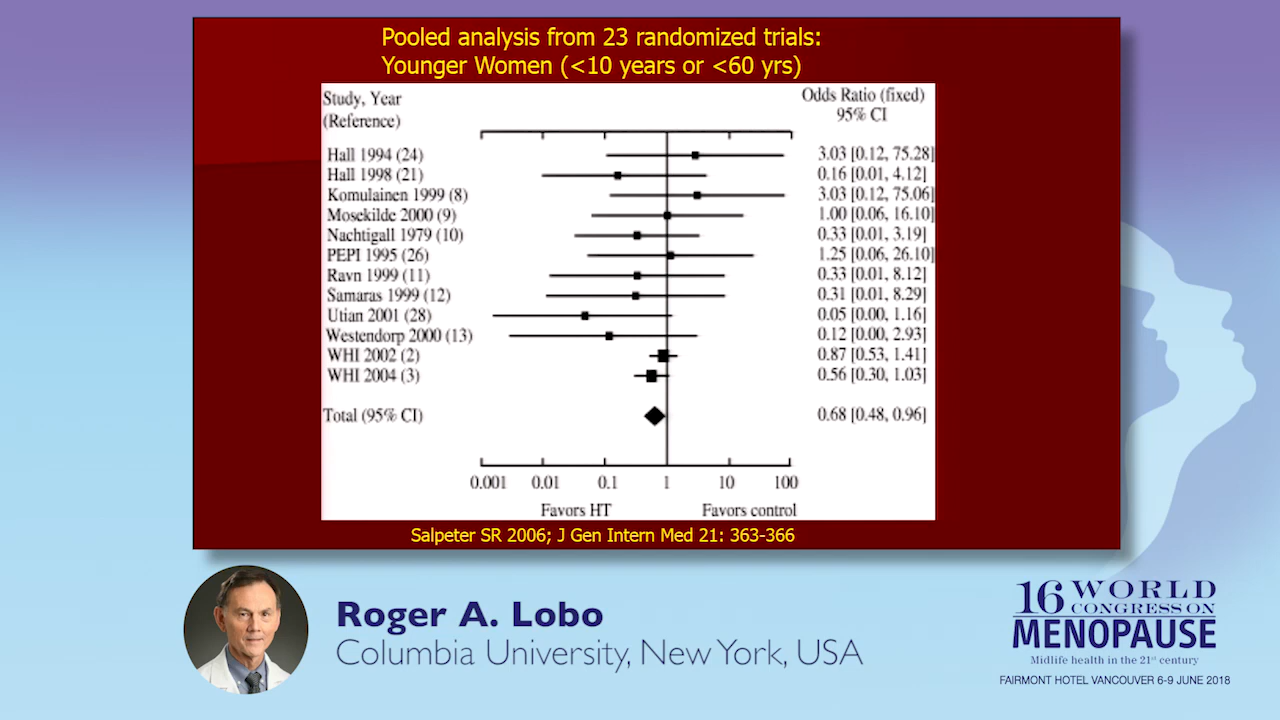 Pooled analysis from 23 randomized trials:
Younger Women (<10 years or <60 yrs)
Study, Year
(Reference)
Odds Ratio (fixed)
95% CI
Hall 1994 (24) 3.03 [0.12, 75.28]
Hall 1998 (21) 0.16 [0.01, 4.12]
Komulainen 1999 (8) 3.03 [0.12, 75.06]
Mosekilde 2000 (9) 1.00 [0.06, 16.10]
Nachtigall 1979 (10) 0.33 [0.01, 3.19]
PEPI 1995 (26) 1.25 [0.06, 26.10]
Ravn 1999 (11) 0.33 [0.01, 8.12]
Samaras 1999 (12) 0.31 [0.01, 8.29]
Utian 2001 (28) 0.05 [0.00, 1.16]
Westendorp 2000 (13) 0.12 [0.00, 2.93]
WHI 2002 (2) 0.87 [0.53, 1.41]
WHI 2004 (3) 0.56 [0.30, 1.03]
Total (95% CI) 0.68 [0.48, 0.96]
0.001 0.01 0.1 1 10 100
Favors HT Favors control
Salpeter SR 2006; J Gen Intern Med 21: 363-366
Roger A. Lobo
Columbia University, New York, USA
16 WORLD
CONGRESS ON
MENOPAUSE
Midlife health in the 21st century
FAIRMONT HOTEL VANCOUVER 6-9 JUNE 2018